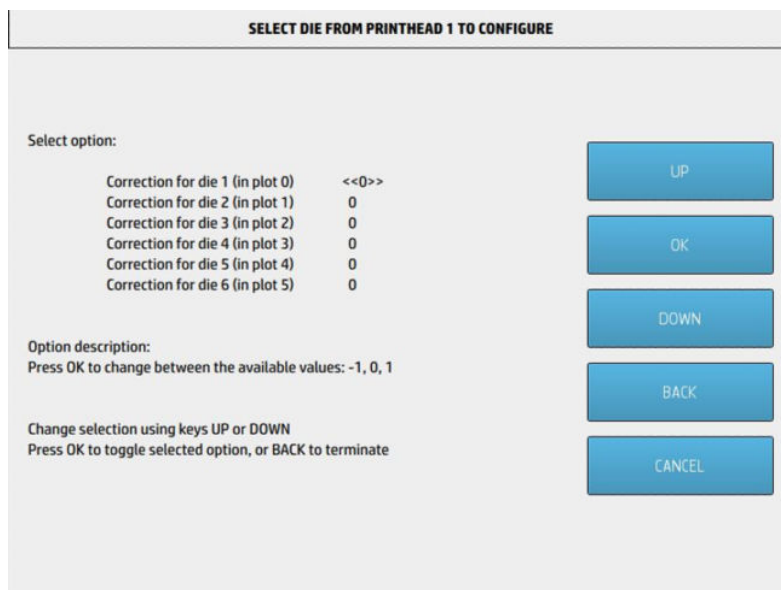 SELECT DIE FROM PRINTHEAD 1 TO CONFIGURE
Select option:
Correction for die 1 (in plot 0) <<0>>
Correction for die 2 (in plot 1) 0
Correction for die 3 (in plot 2) 0
Correction for die 4 (in plot 3) 0
Correction for die 5 (in plot 4) 0
Correction for die 6 (in plot 5) 0
Option description:
Press OK to change between the available values: -1, 0, 1
Change selection using keys UP or DOWN
Press OK to toggle selected option, or BACK to terminate
UP
OK
DOWN
BACK
CANCEL